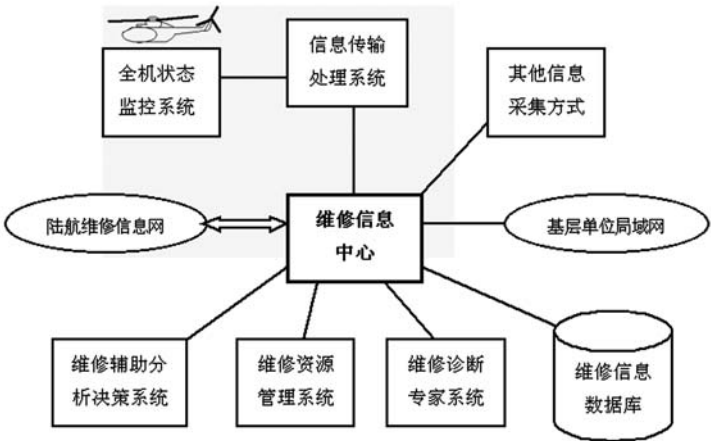 全机状态
监控系统
信息传输
处理系统
其他信息
采集方式
陆航维修信息网
维修信息
中心
基层单位局域网
维修辅助分
析决策系统
维修资源
管理系统
维修诊断
专家系统
维修信息
数据库